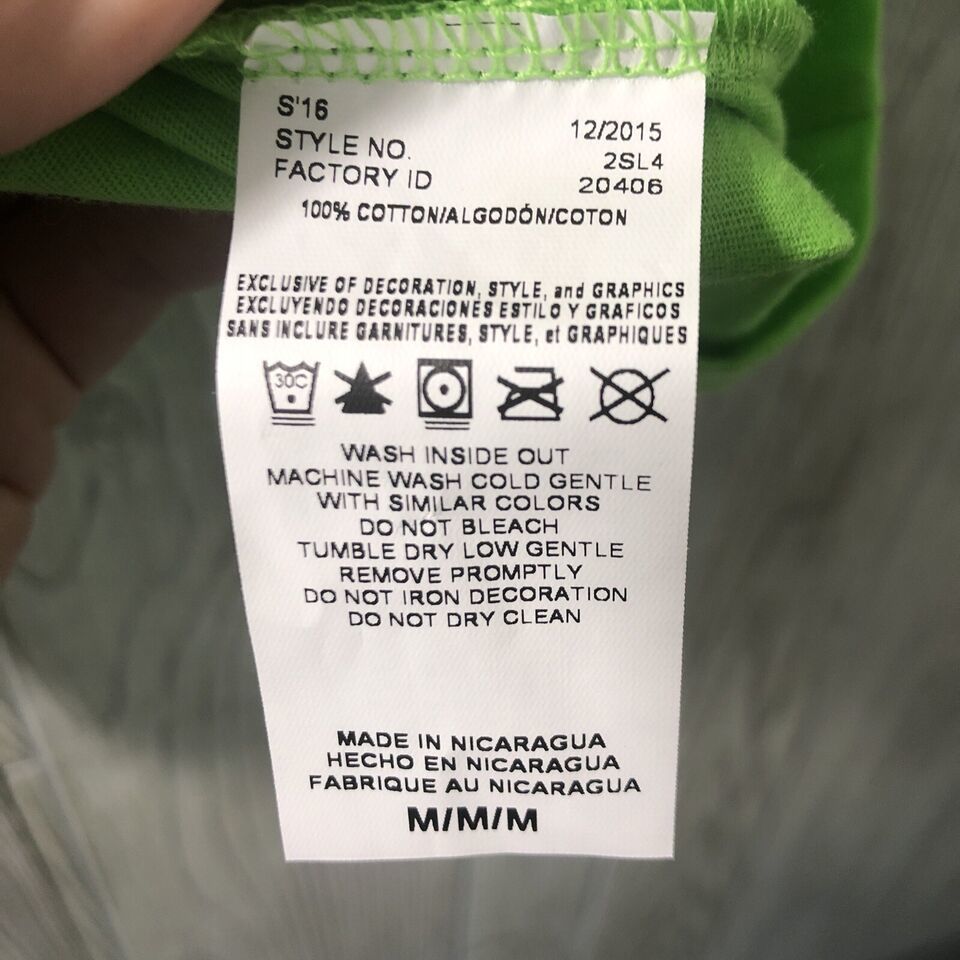 S'16 12/2015
STYLE NO. 2SL4
FACTORY ID 20406
100% COTTON/ALGODÓN/COTON
EXCLUSIVE OF DECORATION, STYLE, and GRAPHICS
EXCLUYENDO DECORACIONES ESTILO Y GRAFICOS
SANS INCLURE GARNITURES, STYLE, et GRAPHIQUES
30C
WASH INSIDE OUT
MACHINE WASH COLD GENTLE
WITH SIMILAR COLORS
DO NOT BLEACH
TUMBLE DRY LOW GENTLE
REMOVE PROMPTLY
DO NOT IRON DECORATION
DO NOT DRY CLEAN
MADE IN NICARAGUA
HECHO EN NICARAGUA
FABRIQUE AU NICARAGUA
M/M/M